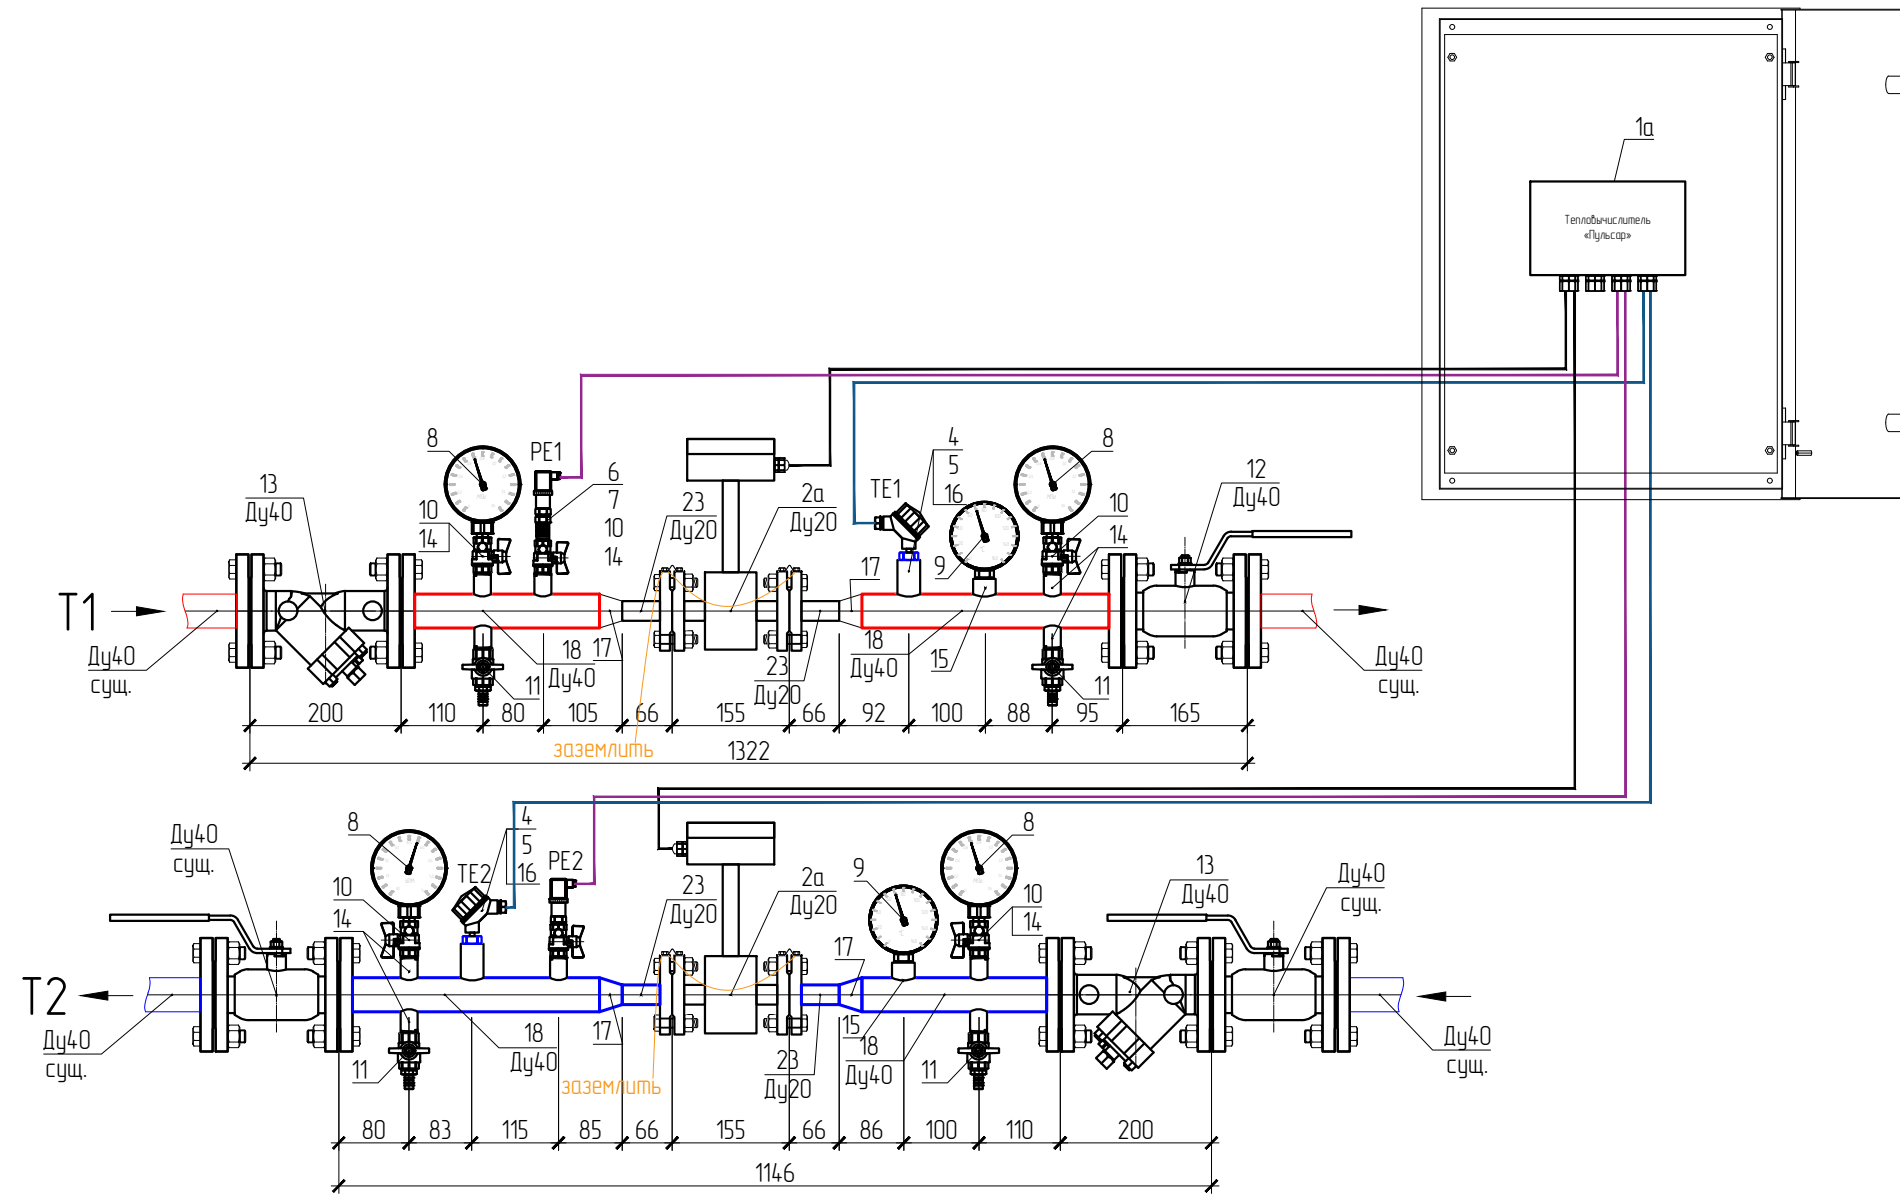 1а
Тепловычислитель
«Пульсар»
8
PE1
6
7
10
14
13
Ду40
10
14
23
Ду20
2а
Ду20
TE1
4
5
16
9
8
10
14
12
Ду40
17
T1
Ду40
сущ.
18
Ду40
17
11
23
Ду20
18
Ду40
15
11
Ду40
сущ.
200
110
80
105
66
155
66
92
100
88
95
165
заземлить
1322
Ду40
сущ.
8
4
5
16
TE2
PE2
10
14
23
Ду20
2а
Ду20
9
8
10
14
13
Ду40
Ду40
сущ.
17
T2
Ду40
сущ.
11
18
Ду40
17
заземлить
23
Ду20
15
18
Ду40
11
Ду40
сущ.
80
83
115
85
66
155
66
86
100
110
200
1146